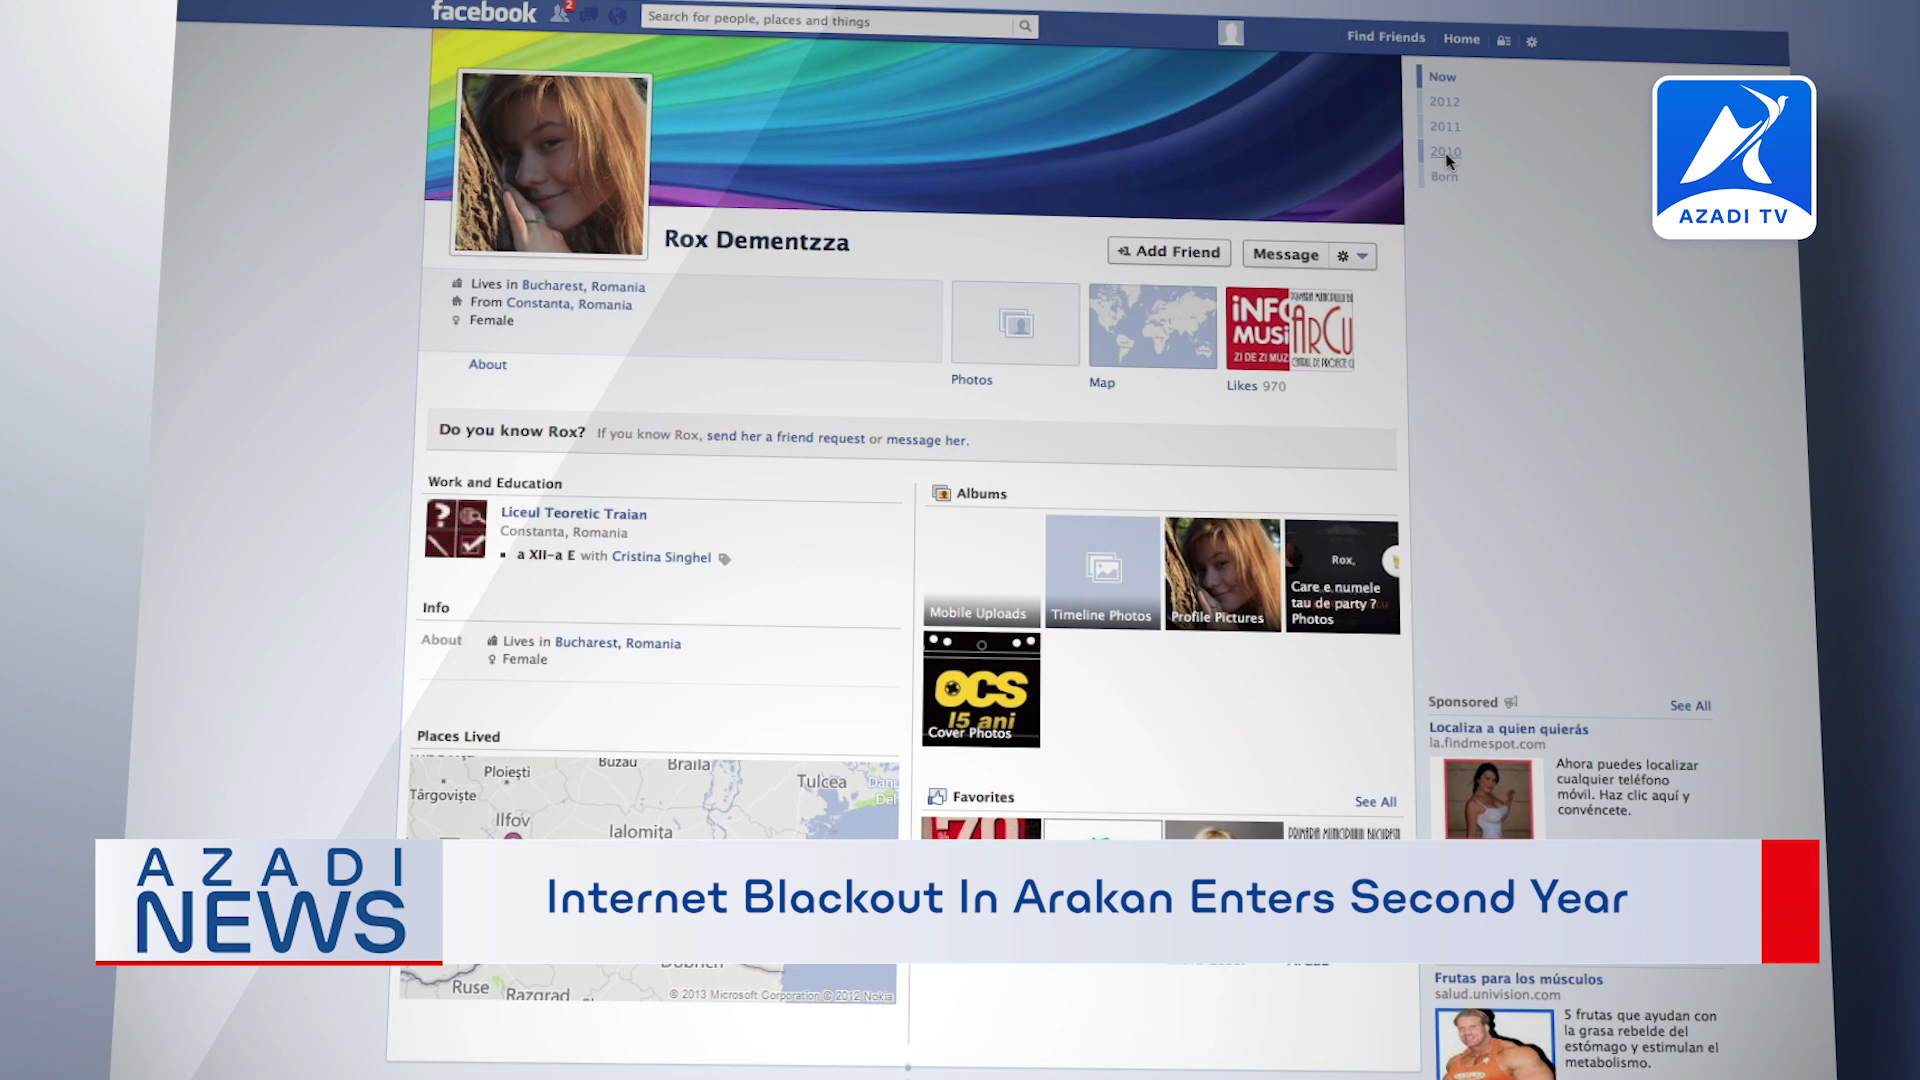 facebook
2
Search for people, places and things
Find Friends
Home
Now
2012
2011
2010
Born
AZADI TV
Rox Dementzza
+1 Add Friend
Message
Lives in Bucharest, Romania
From Constanta, Romania
Female
About
Photos
Map
Likes 970
ARCU
Do you know Rox? If you know Rox, send her a friend request or message her.
Work and Education
Liceul Teoretic Traian
Constanta, Romania
a XII-a E with Cristina Singhel
Info
About
Lives in Bucharest, Romania
Female
Places Lived
Ploiești
Buzau
Braila
Tulcea
Târgoviște
Ilfov
Ialomița
Ruse
Razgrad
© 2013 Microsoft Corporation © 2012 Nokia
Albums
Mobile Uploads
Timeline Photos
Profile Pictures
Rox,
Care e numele
tau de party ?
Photos
OCS
15 ani
Cover Photos
Favorites
See All
Sponsored
See All
Localiza a quien quierás
la.findmespot.com
Ahora puedes localizar
cualquier teléfono
móvil. Haz clic aquí y
convéncete.
AZADI
NEWS
Internet Blackout In Arakan Enters Second Year
Frutas para los músculos
salud.univision.com
5 frutas que ayudan con
la grasa rebelde del
estómago y estimulan el
metabolismo.